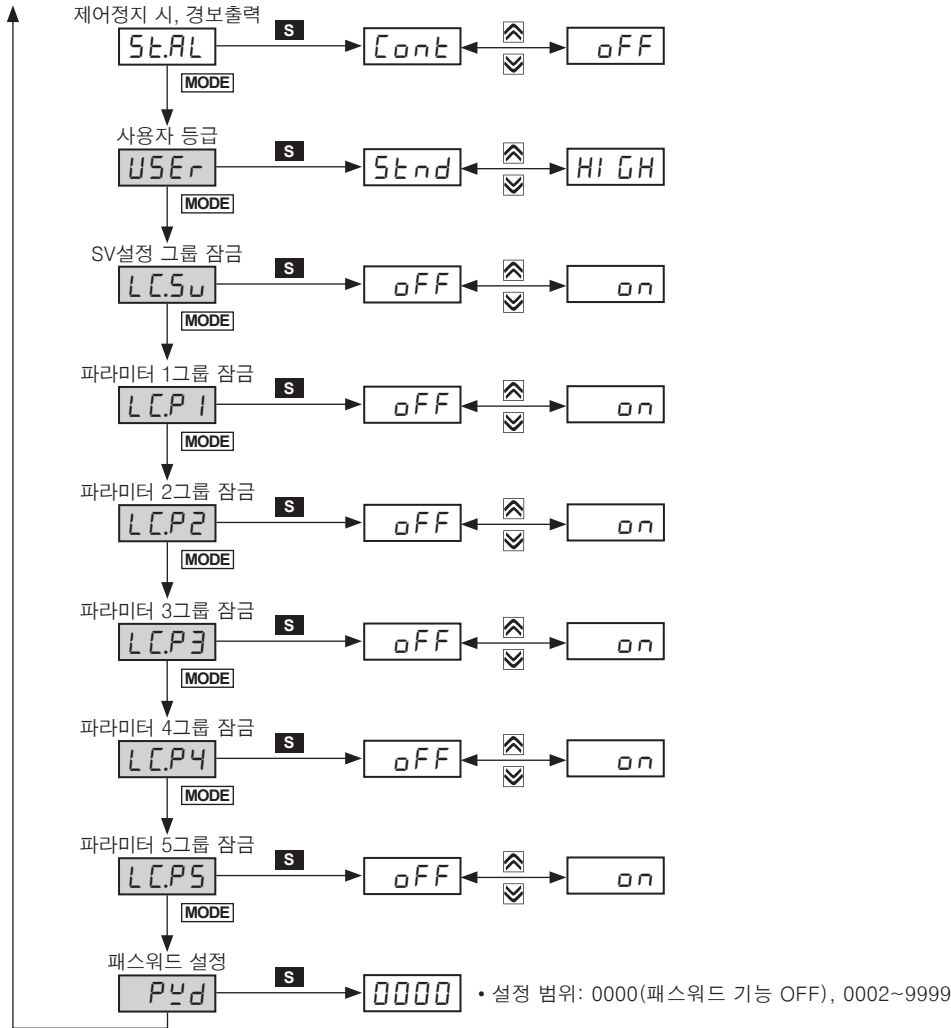 제어정지 시, 경보출력
St.AL S Cont oFF
MODE
사용자 등급
USEr S Stnd HIGH
MODE
SV설정 그룹 잠금
LC.Sv S oFF on
MODE
파라미터 1그룹 잠금
LC.P1 S oFF on
MODE
파라미터 2그룹 잠금
LC.P2 S oFF on
MODE
파라미터 3그룹 잠금
LC.P3 S oFF on
MODE
파라미터 4그룹 잠금
LC.P4 S oFF on
MODE
파라미터 5그룹 잠금
LC.P5 S oFF on
MODE
패스워드 설정
PWd S 0000 • 설정 범위: 0000(패스워드 기능 OFF), 0002~9999